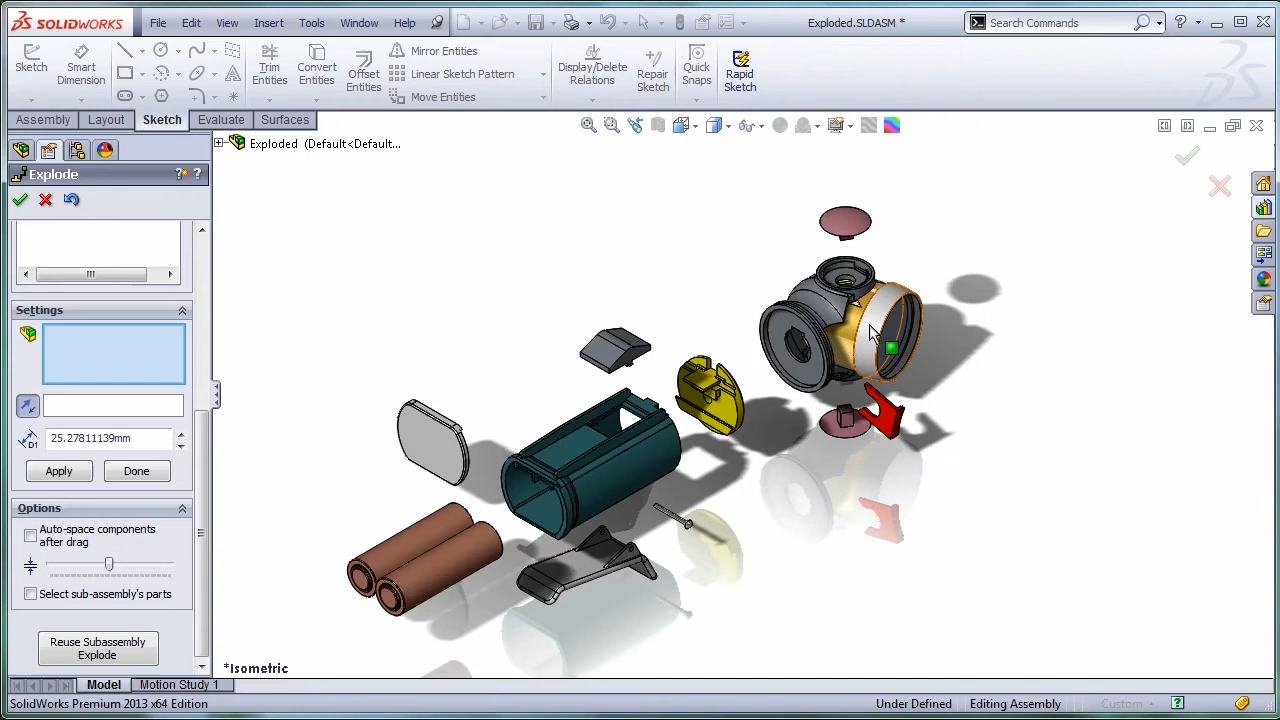 SOLIDWORKS File Edit View Insert Tools Window Help Exploded.SLDASM * Search Commands
Sketch Smart Dimension Trim Entities Convert Entities Offset Entities Mirror Entities Linear Sketch Pattern Move Entities Display/Delete Relations Repair Sketch Quick Snaps Rapid Sketch
Assembly Layout Sketch Evaluate Surfaces
Exploded (Default<Default...
Explode
Settings
D1 25.27811139mm
Apply Done
Options
Auto-space components
after drag
Select sub-assembly's parts
Reuse Subassembly
Explode
*Isometric
Model Motion Study 1
SolidWorks Premium 2013 x64 Edition Under Defined Editing Assembly Custom